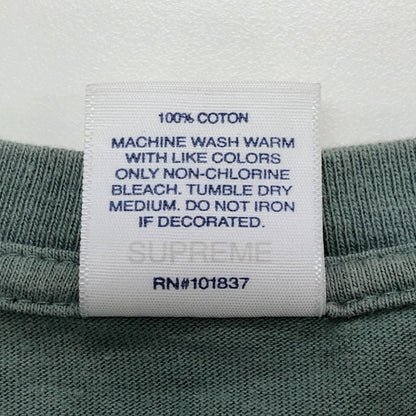 100% COTON
MACHINE WASH WARM
WITH LIKE COLORS
ONLY NON-CHLORINE
BLEACH. TUMBLE DRY
MEDIUM. DO NOT IRON
IF DECORATED.
SUPREME
RN#101837